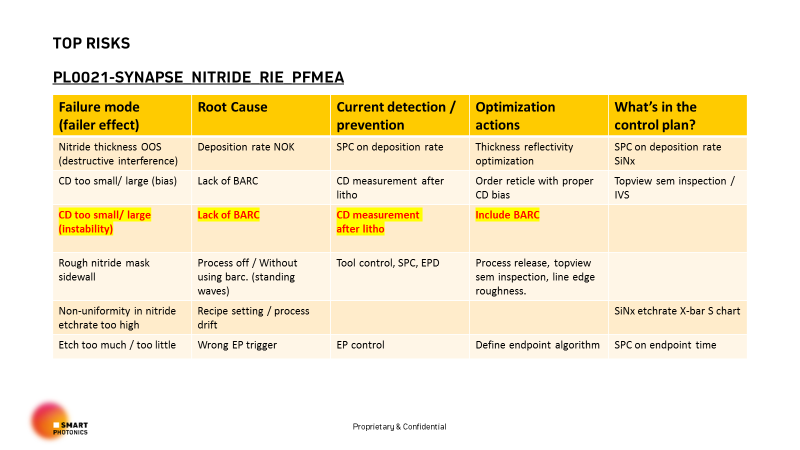 TOP RISKS
PL0021-SYNAPSE_NITRIDE_RIE_PFMEA
Failure mode
(failer effect)
Root Cause
Current detection /
prevention
Optimization
actions
What's in the
control plan?
Nitride thickness OOS
(destructive interference)
Deposition rate NOK
SPC on deposition rate
Thickness reflectivity
optimization
SPC on deposition rate
SiNx
CD too small/ large (bias)
Lack of BARC
CD measurement after
litho
Order reticle with proper
CD bias
Topview sem inspection /
IVS
CD too small/ large
(instability)
Lack of BARC
CD measurement
after litho
Include BARC
Rough nitride mask
sidewall
Process off / Without
using barc. (standing
waves)
Tool control, SPC, EPD
Process release, topview
sem inspection, line edge
roughness.
Non-uniformity in nitride
etchrate too high
Recipe setting / process
drift
SiNx etchrate X-bar S chart
Etch too much / too little
Wrong EP trigger
EP control
Define endpoint algorithm
SPC on endpoint time
SMART
PHOTONICS
Proprietary & Confidential